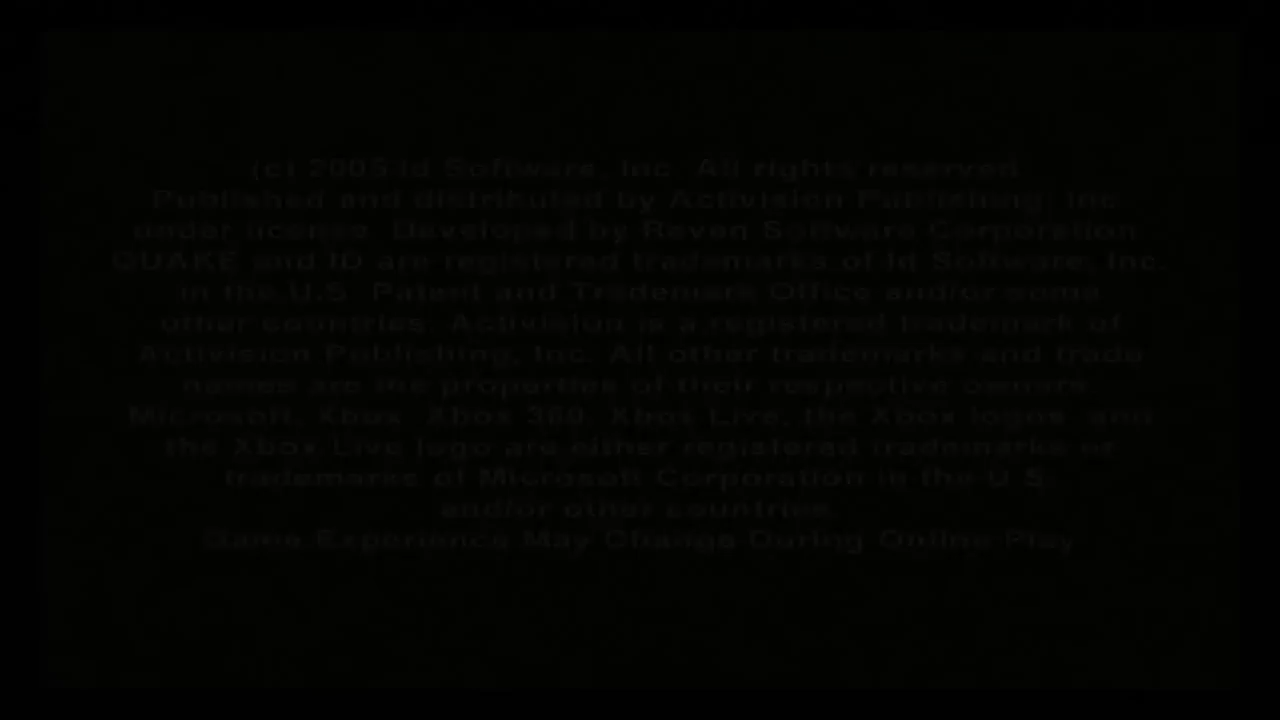 (c) 2005 Id Software, Inc. All rights reserved.
Published and distributed by Activision Publishing, Inc.
under license. Developed by Raven Software Corporation.
QUAKE and ID are registered trademarks of Id Software, Inc.
in the U.S. Patent and Trademark Office and/or some
other countries. Activision is a registered trademark of
Activision Publishing, Inc. All other trademarks and trade
names are the properties of their respective owners.
Microsoft, Xbox, Xbox 360, Xbox Live, the Xbox logos, and
the Xbox Live logo are either registered trademarks or
trademarks of Microsoft Corporation in the U.S.
and/or other countries.
Game Experience May Change During Online Play